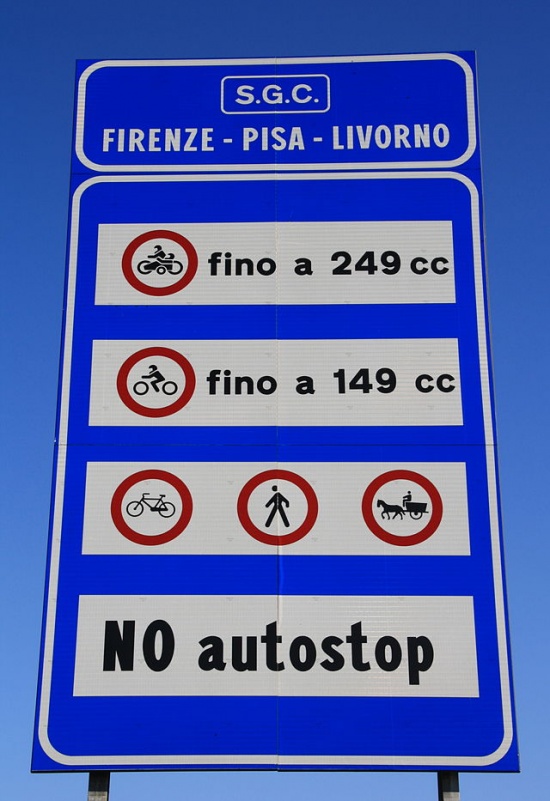 S.G.C.
FIRENZE - PISA - LIVORNO
fino a 249 cc
fino a 149 cc
NO autostop